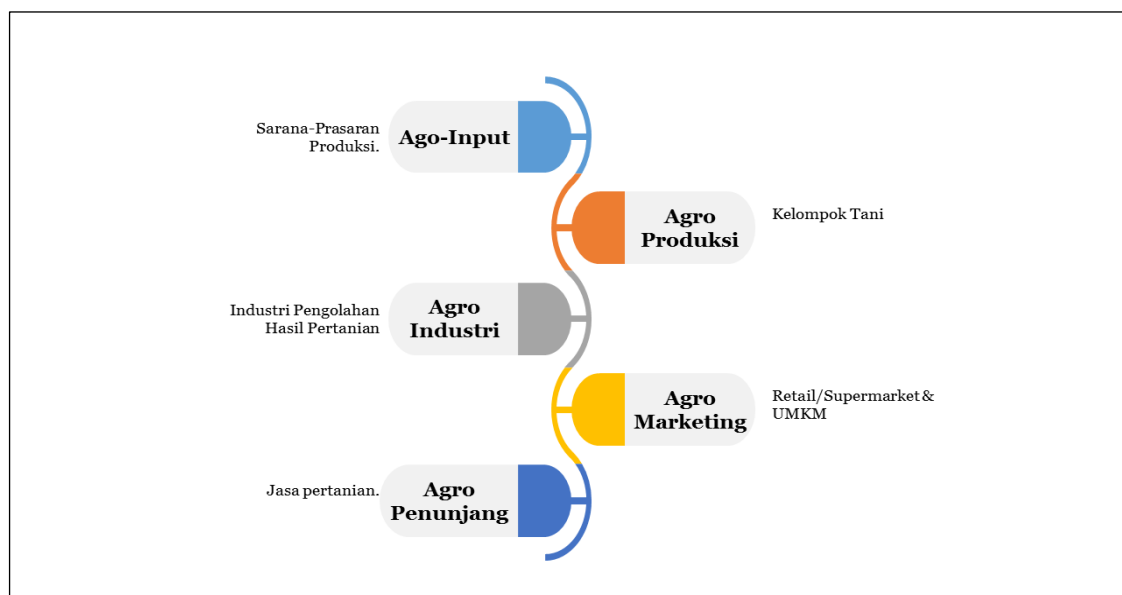 Sarana-Prasaran
Produksi.
Ago-Input
Agro
Produksi
Kelompok Tani
Industri Pengolahan
Hasil Pertanian
Agro
Industri
Agro
Marketing
Retail/Supermarket &
UMKM
Jasa pertanian.
Agro
Penunjang